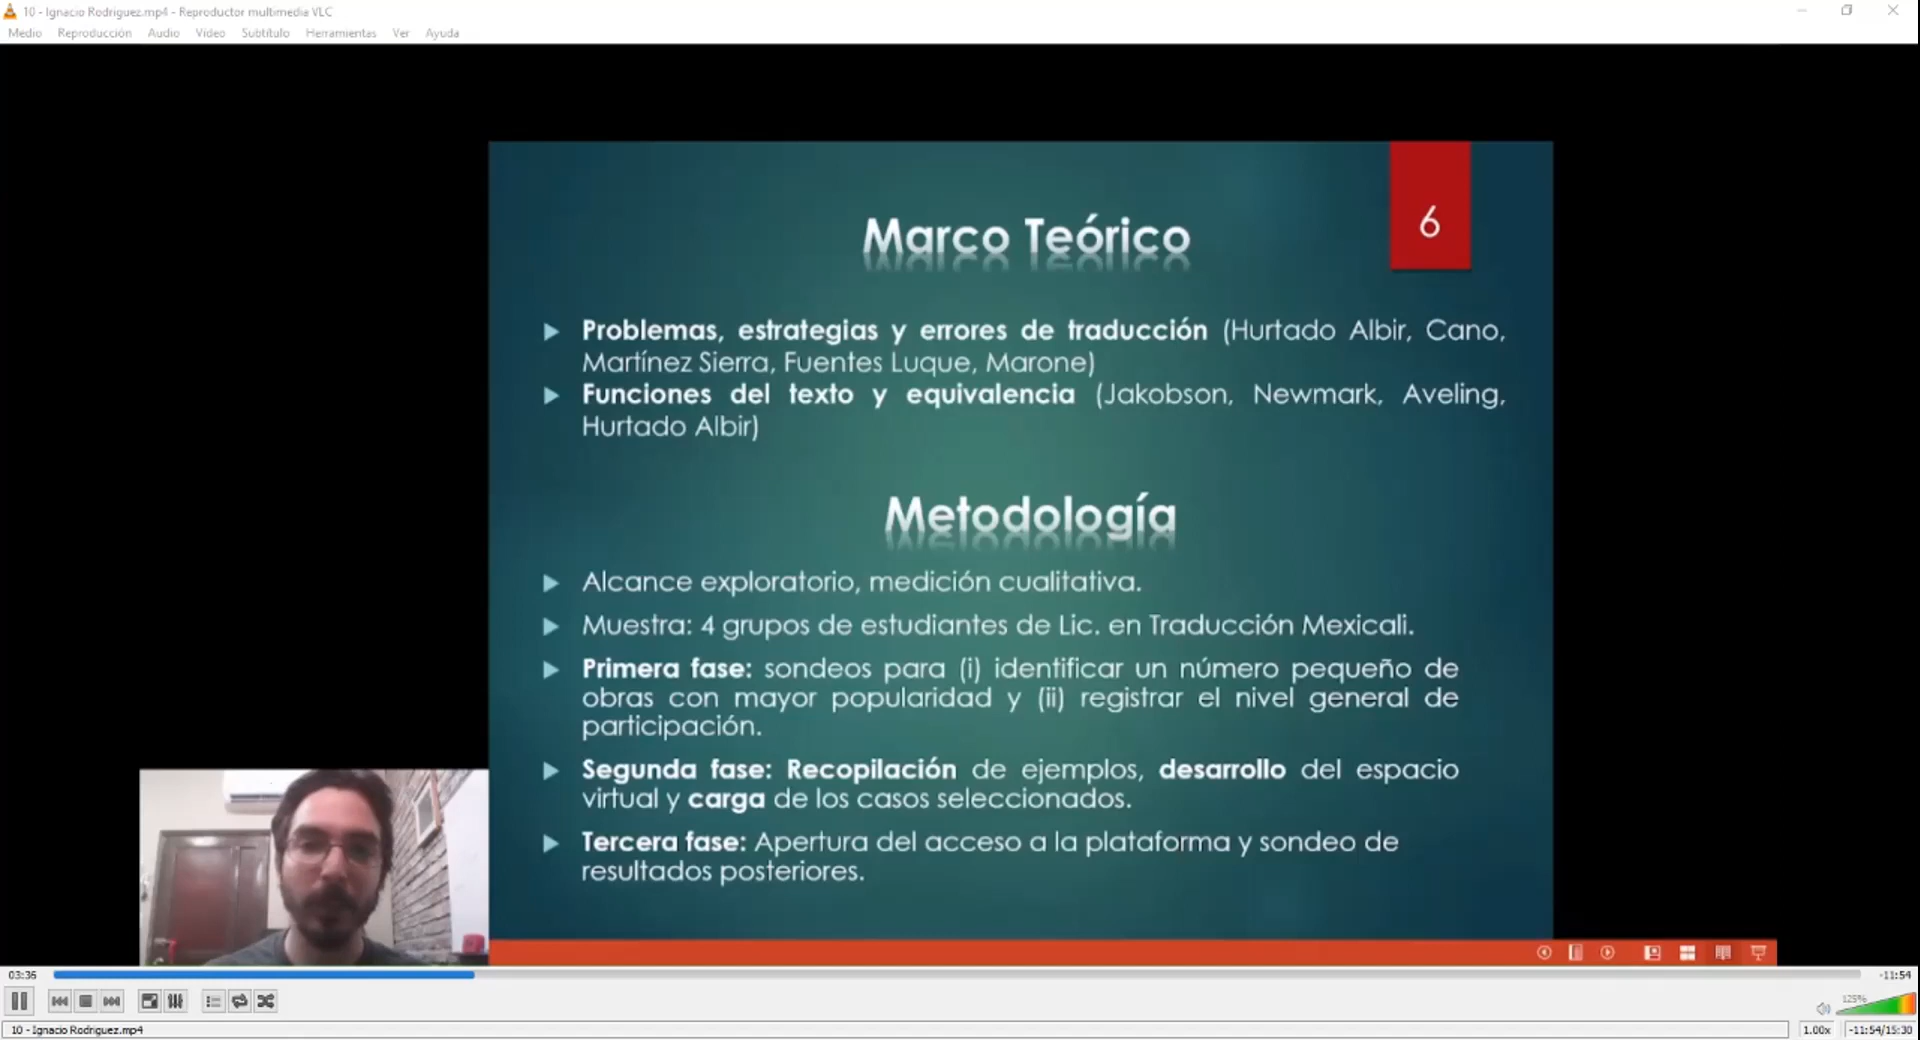 10 - Ignacio Rodriguez.mp4 - Reproductor multimedia VLC
Medio Reproducción Audio Vídeo Subtítulo Herramientas Ver Ayuda
6
Marco Teórico
Problemas, estrategias y errores de traducción (Hurtado Albir, Cano,
Martínez Sierra, Fuentes Luque, Marone)
Funciones del texto y equivalencia (Jakobson, Newmark, Aveling,
Hurtado Albir)
Metodología
Alcance exploratorio, medición cualitativa.
Muestra: 4 grupos de estudiantes de Lic. en Traducción Mexicali.
Primera fase: sondeos para (i) identificar un número pequeño de
obras con mayor popularidad y (ii) registrar el nivel general de
participación.
Segunda fase: Recopilación de ejemplos, desarrollo del espacio
virtual y carga de los casos seleccionados.
Tercera fase: Apertura del acceso a la plataforma y sondeo de
resultados posteriores.
03:36
-11:54
125%
10 - Ignacio Rodriguez.mp4
1.00x
-11:54/15:30